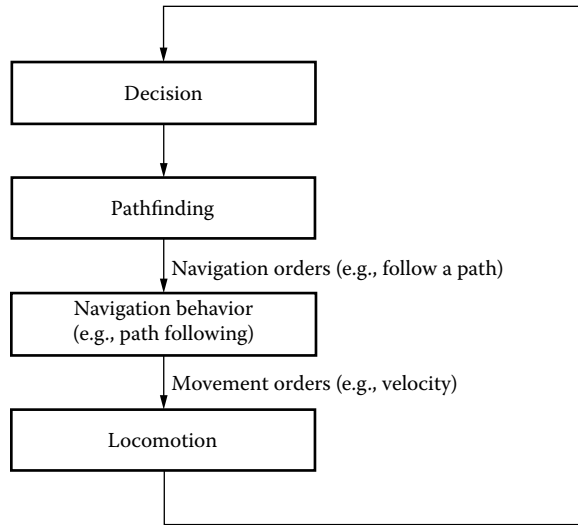 Decision
Pathfinding
Navigation orders (e.g., follow a path)
Navigation behavior
(e.g., path following)
Movement orders (e.g., velocity)
Locomotion